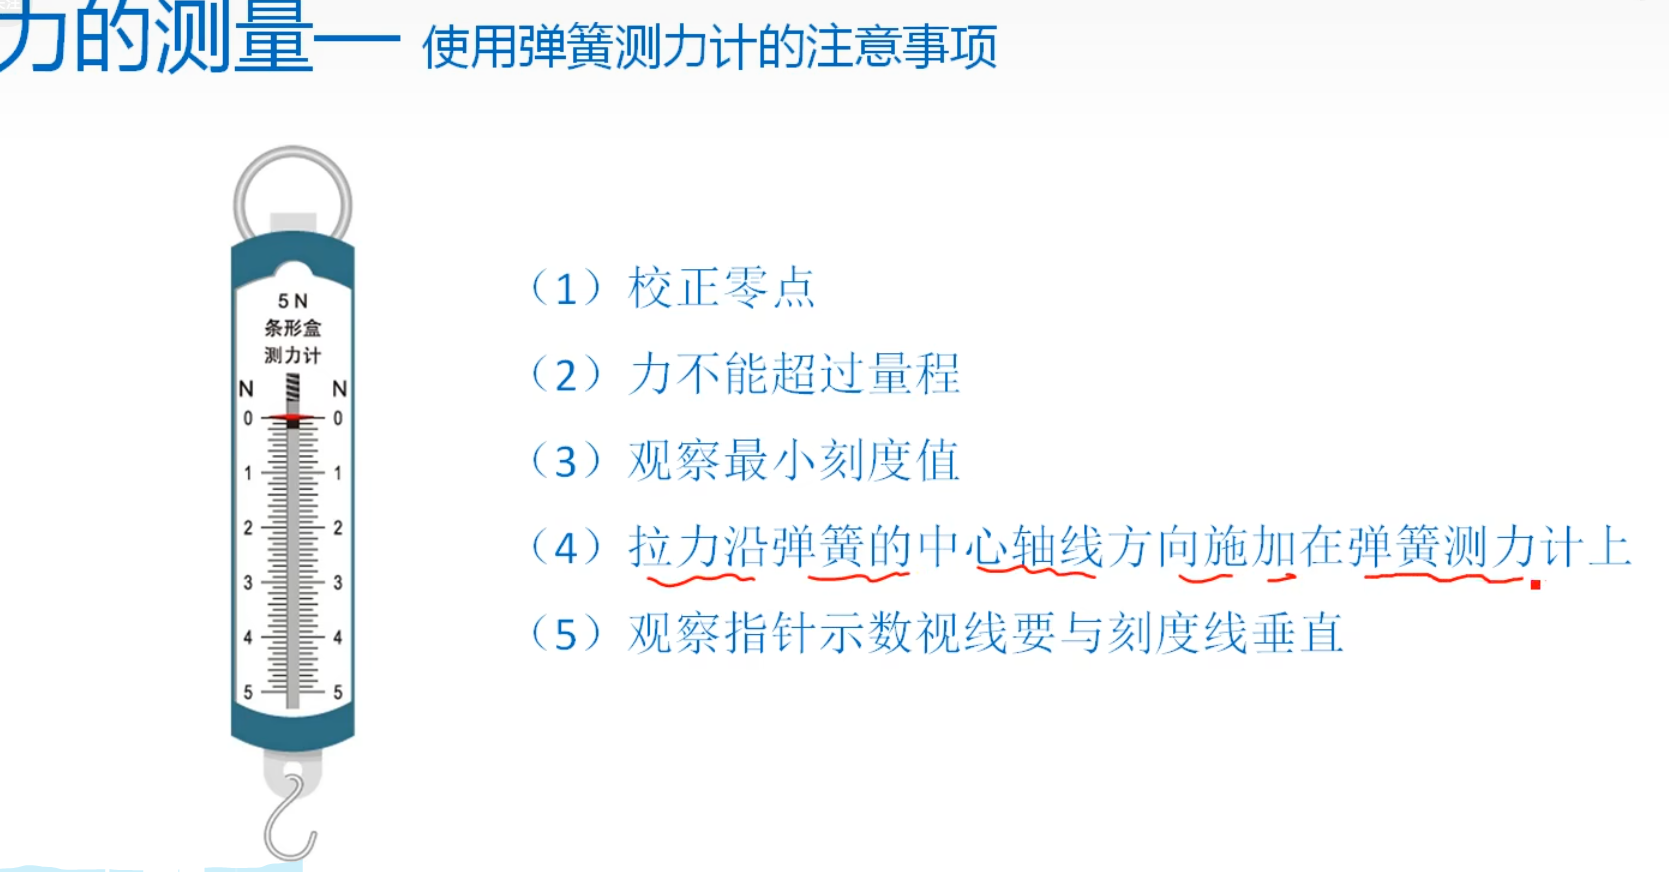 力的测量— 使用弹簧测力计的注意事项
5 N
条形盒
测力计
N N
0 0
1 1
2 2
3 3
4 4
5 5
（1）校正零点
（2）力不能超过量程
（3）观察最小刻度值
（4）拉力沿弹簧的中心轴线方向施加在弹簧测力计上
（5）观察指针示数视线要与刻度线垂直